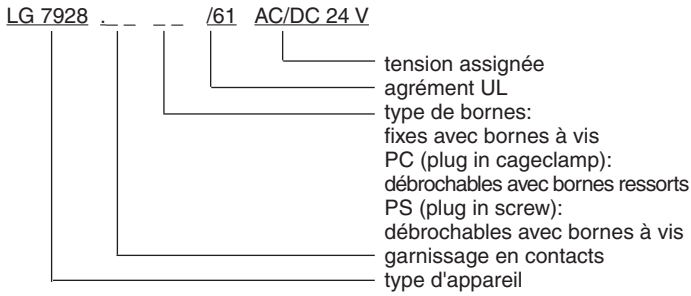 LG 7928 ._ _ _ _ /61 AC/DC 24 V
tension assignée
agrément UL
type de bornes:
fixes avec bornes à vis
PC (plug in cageclamp):
débrochables avec bornes ressorts
PS (plug in screw):
débrochables avec bornes à vis
garnissage en contacts
type d'appareil